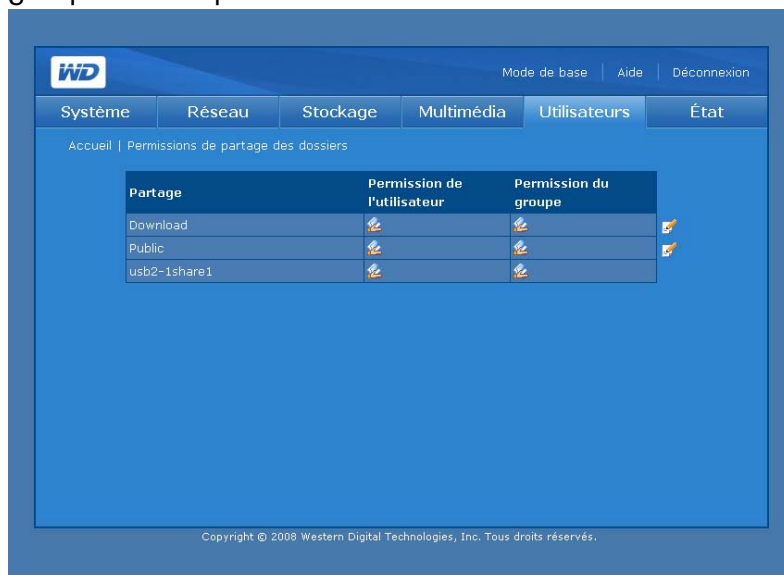 WD
Mode de base | Aide | Déconnexion
Système Réseau Stockage Multimédia Utilisateurs État
Accueil | Permissions de partage des dossiers
Partage Permission de l'utilisateur Permission du groupe
Download
Public
usb2-1share1
Copyright © 2008 Western Digital Technologies, Inc. Tous droits réservés.